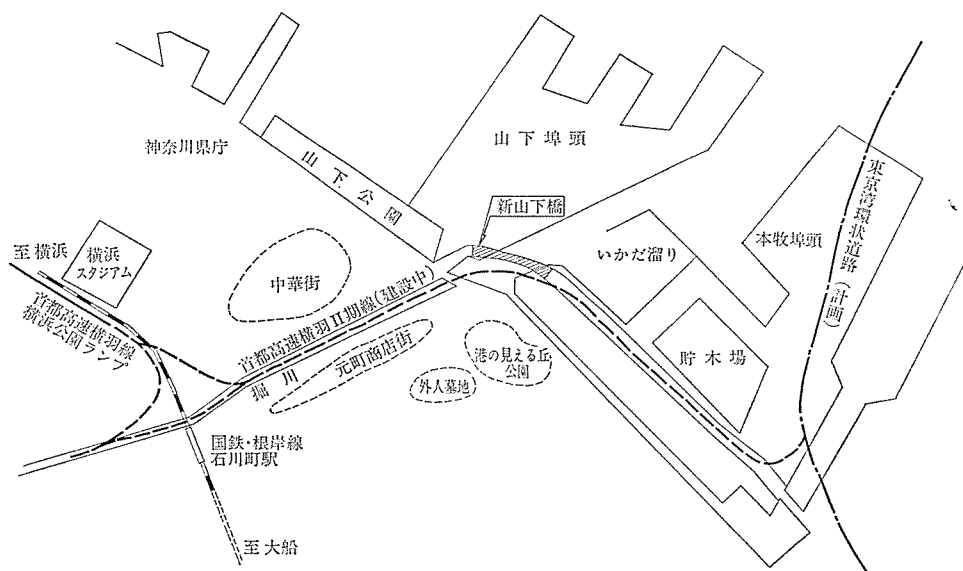 神奈川県庁
山下公園
山下埠頭
新山下橋
東京湾環状道路(計画)
本牧埠頭
いかだ溜り
至横浜
横浜
スタジアム
中華街
首都高速横羽線
横浜公園ランプ
首都高速横羽II期線(建設中)
堀川
元町商店街
港の見える丘
公園
外人墓地
貯木場
国鉄・根岸線
石川町駅
至大船